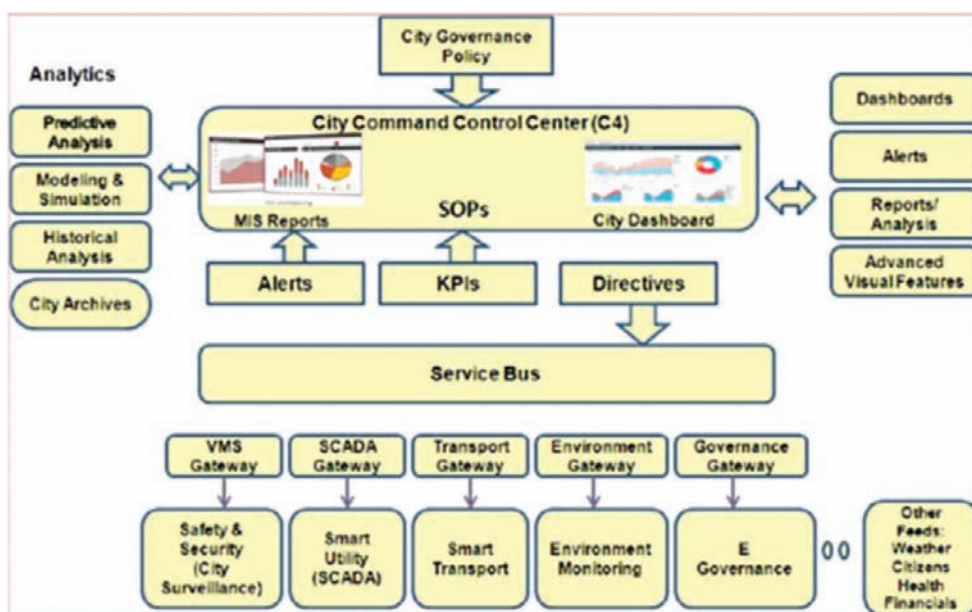 City Governance
Policy
Analytics
Predictive
Analysis
Modeling &
Simulation
Historical
Analysis
City Archives
City Command Control Center (C4)
MIS Reports
SOPs
City Dashboard
Dashboards
Alerts
Reports/
Analysis
Advanced
Visual Features
Alerts
KPIs
Directives
Service Bus
VMS
Gateway
SCADA
Gateway
Transport
Gateway
Environment
Gateway
Governance
Gateway
Safety &
Security
(City
Surveillance)
Smart
Utility
(SCADA)
Smart
Transport
Environment
Monitoring
E
Governance
Other
Feeds:
Weather
Citizens
Health
Financials